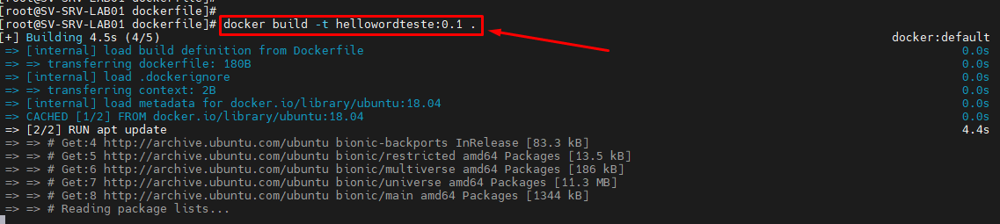 [root@SV-SRV-LAB01 dockerfile]#
[root@SV-SRV-LAB01 dockerfile]#
[root@SV-SRV-LAB01 dockerfile]# docker build -t hellowordteste:0.1 .
[+] Building 4.5s (4/5) docker:default
=> [internal] load build definition from Dockerfile 0.0s
=> => transferring dockerfile: 180B 0.0s
=> [internal] load .dockerignore 0.0s
=> => transferring context: 2B 0.0s
=> [internal] load metadata for docker.io/library/ubuntu:18.04 0.0s
=> CACHED [1/2] FROM docker.io/library/ubuntu:18.04 0.0s
=> [2/2] RUN apt update 4.4s
=> => # Get:4 http://archive.ubuntu.com/ubuntu bionic-backports InRelease [83.3 kB]
=> => # Get:5 http://archive.ubuntu.com/ubuntu bionic/restricted amd64 Packages [13.5 kB]
=> => # Get:6 http://archive.ubuntu.com/ubuntu bionic/multiverse amd64 Packages [186 kB]
=> => # Get:7 http://archive.ubuntu.com/ubuntu bionic/universe amd64 Packages [11.3 MB]
=> => # Get:8 http://archive.ubuntu.com/ubuntu bionic/main amd64 Packages [1344 kB]
=> => # Reading package lists...